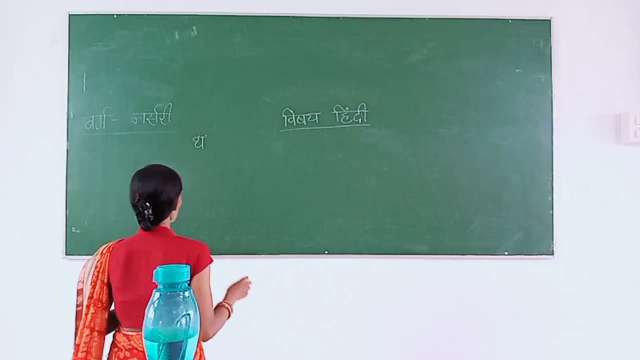 वर्ग - नर्सरी
विषय हिंदी
थ